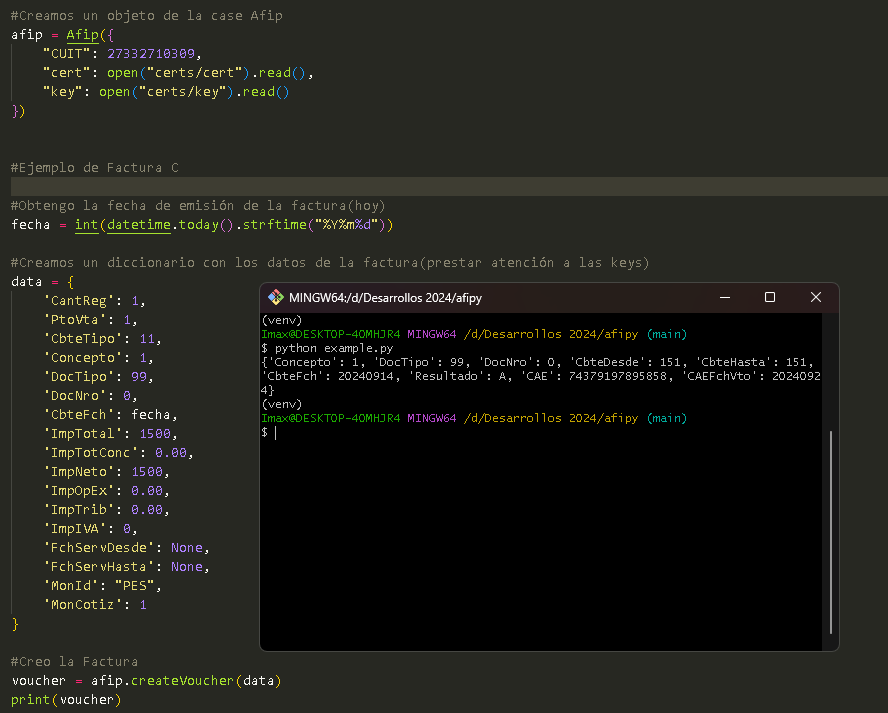 #Creamos un objeto de la case Afip
afip = Afip({
"CUIT": 27332710309,
"cert": open("certs/cert").read(),
"key": open("certs/key").read()
})
#Ejemplo de Factura C
#Obtengo la fecha de emisión de la factura(hoy)
fecha = int(datetime.today().strftime("%Y%m%d"))
#Creamos un diccionario con los datos de la factura(prestar atención a las keys)
data = {
'CantReg': 1,
'PtoVta': 1,
'CbteTipo': 11,
'Concepto': 1,
'DocTipo': 99,
'DocNro': 0,
'CbteFch': fecha,
'ImpTotal': 1500,
'ImpTotConc': 0.00,
'ImpNeto': 1500,
'ImpOpEx': 0.00,
'ImpTrib': 0.00,
'ImpIVA': 0,
'FchServDesde': None,
'FchServHasta': None,
'MonId': "PES",
'MonCotiz': 1
}
#Creo la Factura
voucher = afip.createVoucher(data)
print(voucher)
MINGW64:/d/Desarrollos 2024/afipy
(venv)
Imax@DESKTOP-4OMHJR4 MINGW64 /d/Desarrollos 2024/afipy (main)
$ python example.py
{'Concepto': 1, 'DocTipo': 99, 'DocNro': 0, 'CbteDesde': 151, 'CbteHasta': 151,
'CbteFch': 20240914, 'Resultado': A, 'CAE': 74379197895858, 'CAEFchVto': 2024092
4}
(venv)
Imax@DESKTOP-4OMHJR4 MINGW64 /d/Desarrollos 2024/afipy (main)
$